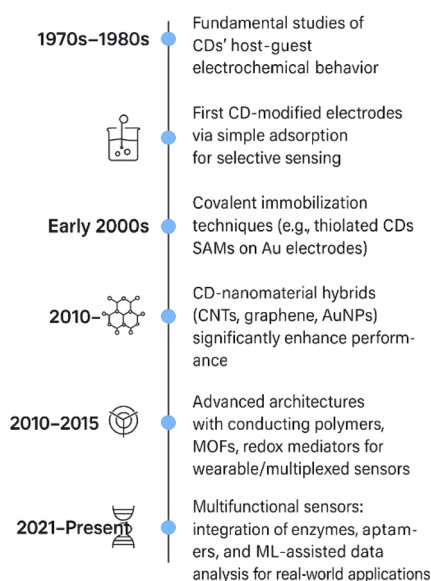 1970s–1980s
Fundamental studies of
CDs' host-guest
electrochemical behavior
First CD-modified electrodes
via simple adsorption
for selective sensing
Early 2000s
Covalent immobilization
techniques (e.g., thiolated CDs
SAMs on Au electrodes)
2010–
CD-nanomaterial hybrids
(CNTs, graphene, AuNPs)
significantly enhance perform-
ance
2010–2015
Advanced architectures
with conducting polymers,
MOFs, redox mediators for
wearable/multiplexed sensors
2021–Present
Multifunctional sensors:
integration of enzymes, aptam-
ers, and ML-assisted data
analysis for real-world applications